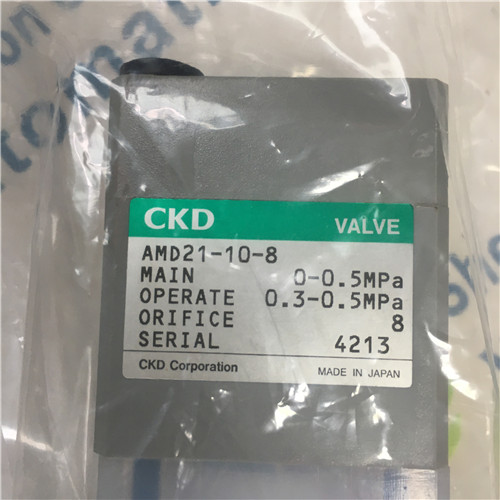 CKD VALVE
AMD21-10-8
MAIN 0-0.5MPa
OPERATE 0.3-0.5MPa
ORIFICE 8
SERIAL 4213
CKD Corporation MADE IN JAPAN